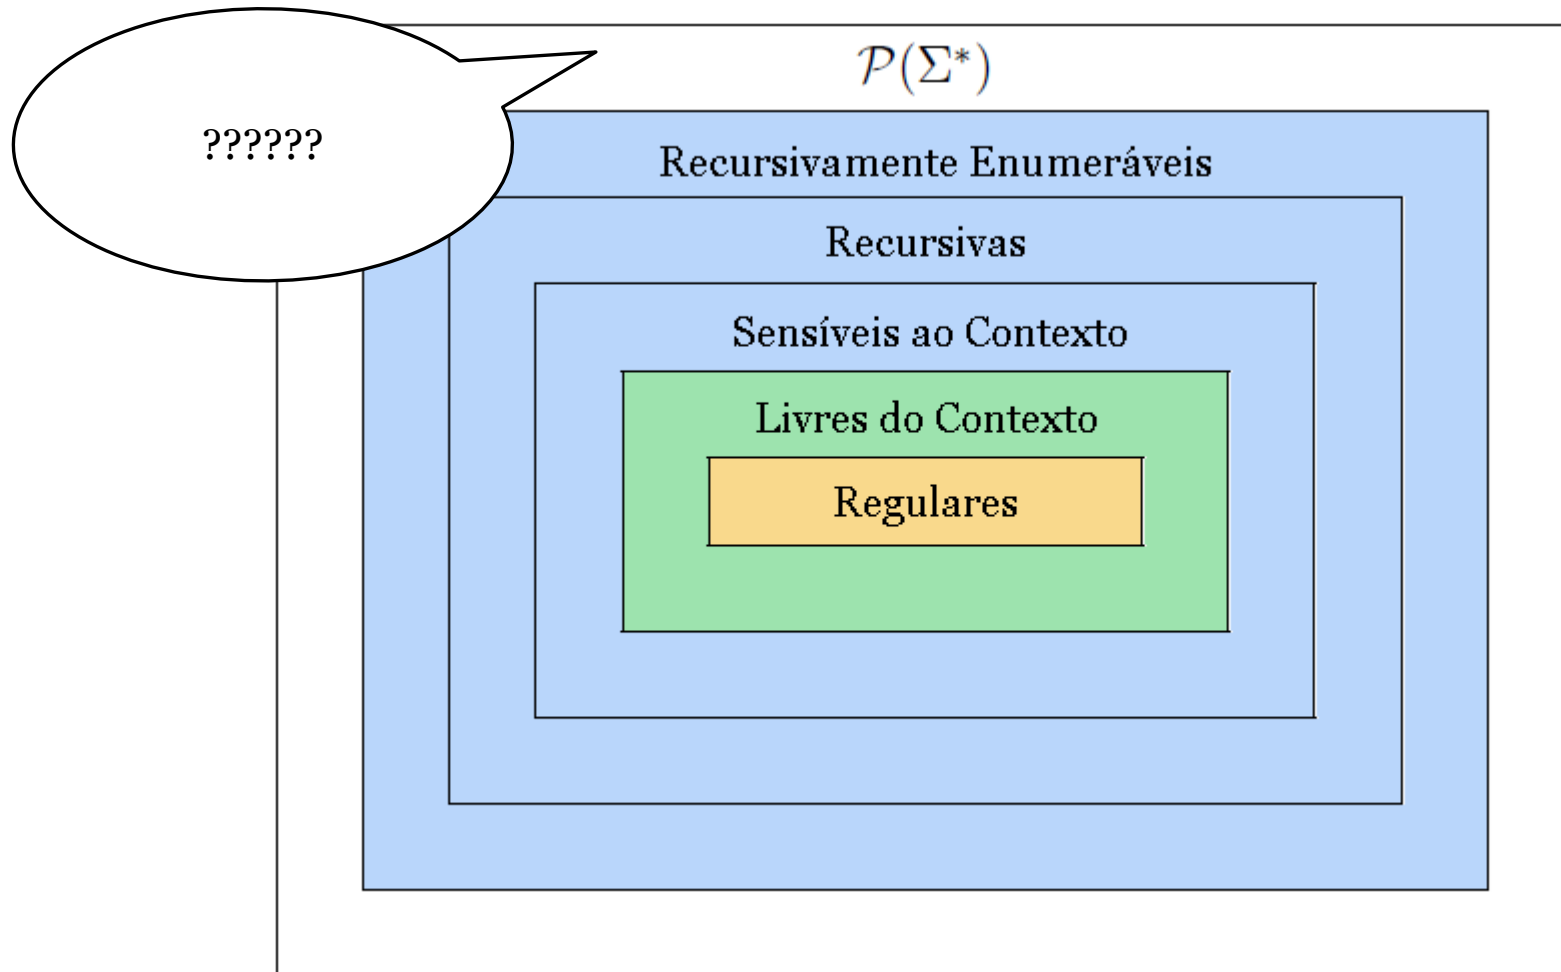 𝒫(Σ*)
??????
Recursivamente Enumeráveis
Recursivas
Sensíveis ao Contexto
Livres do Contexto
Regulares